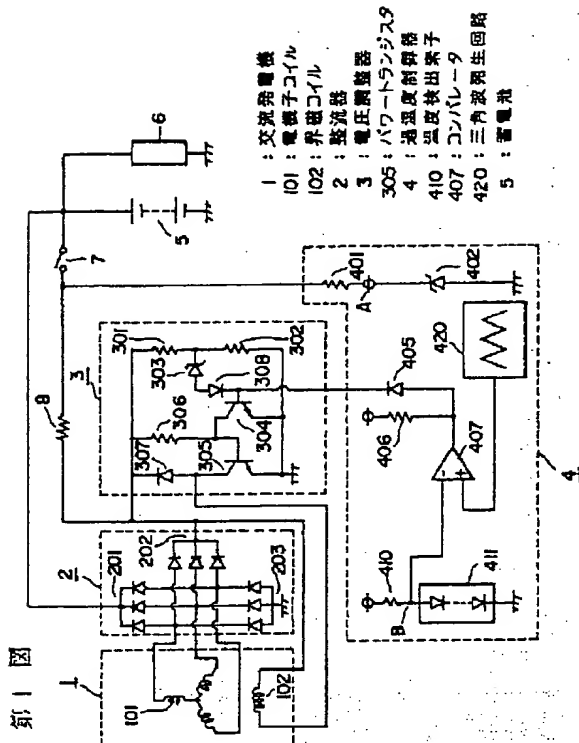 第1図
1
101
102
2
201
202
203
3
301
302
303
304
305
306
307
308
8
7
5
6
401
A
402
405
406
407
-
+
410
B
411
420
4
1 : 交流発電機
101 : 電機子コイル
102 : 界磁コイル
2 : 整流器
3 : 電圧調整器
305 : パワートランジスタ
4 : 過温度制御器
410 : 温度検出素子
407 : コンパレータ
420 : 三角波発生回路
5 : 蓄電池